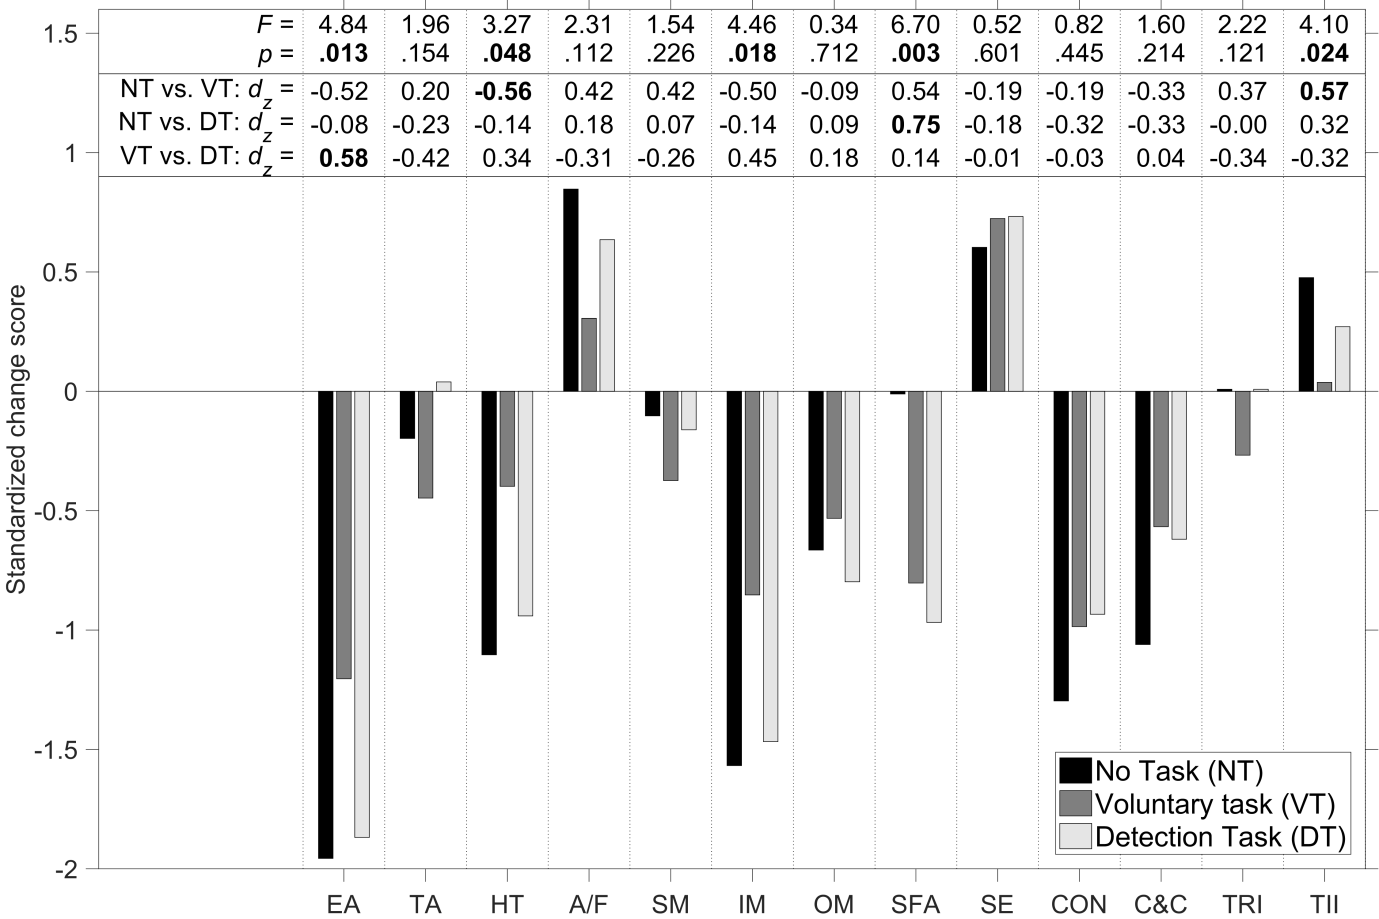 F = 4.84 1.96 3.27 2.31 1.54 4.46 0.34 6.70 0.52 0.82 1.60 2.22 4.10
p = .013 .154 .048 .112 .226 .018 .712 .003 .601 .445 .214 .121 .024
NT vs. VT: dz = -0.52 0.20 -0.56 0.42 0.42 -0.50 -0.09 0.54 -0.19 -0.19 -0.33 0.37 0.57
NT vs. DT: dz = -0.08 -0.23 -0.14 0.18 0.07 -0.14 0.09 0.75 -0.18 -0.32 -0.33 -0.00 0.32
VT vs. DT: dz = 0.58 -0.42 0.34 -0.31 -0.26 0.45 0.18 0.14 -0.01 -0.03 0.04 -0.34 -0.32
Standardized change score
1.5
1
0.5
0
-0.5
-1
-1.5
-2
No Task (NT)
Voluntary task (VT)
Detection Task (DT)
EA TA HT A/F SM IM OM SFA SE CON C&C TRI TII